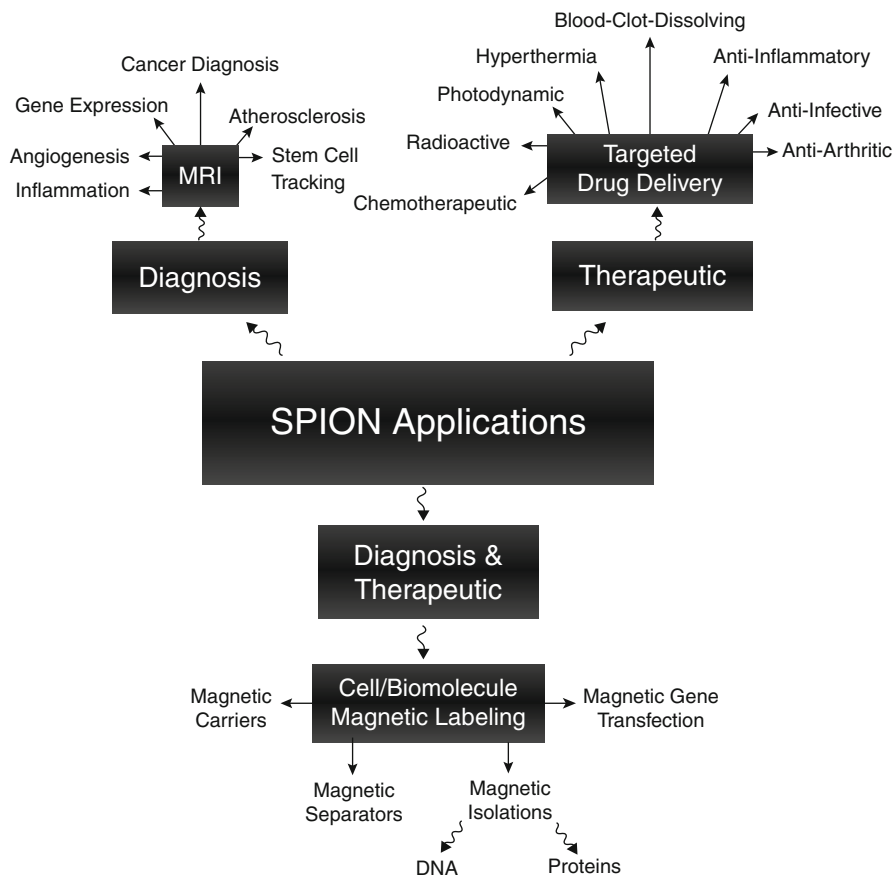 Blood-Clot-Dissolving
Cancer Diagnosis
Hyperthermia
Anti-Inflammatory
Gene Expression
Atherosclerosis
Photodynamic
Anti-Infective
Angiogenesis
MRI
Stem Cell
Tracking
Inflammation
Radioactive
Targeted
Drug Delivery
Anti-Arthritic
Chemotherapeutic
Diagnosis
Therapeutic
SPION Applications
Diagnosis &
Therapeutic
Cell/Biomolecule
Magnetic Labeling
Magnetic
Carriers
Magnetic Gene
Transfection
Magnetic
Separators
Magnetic
Isolations
DNA
Proteins